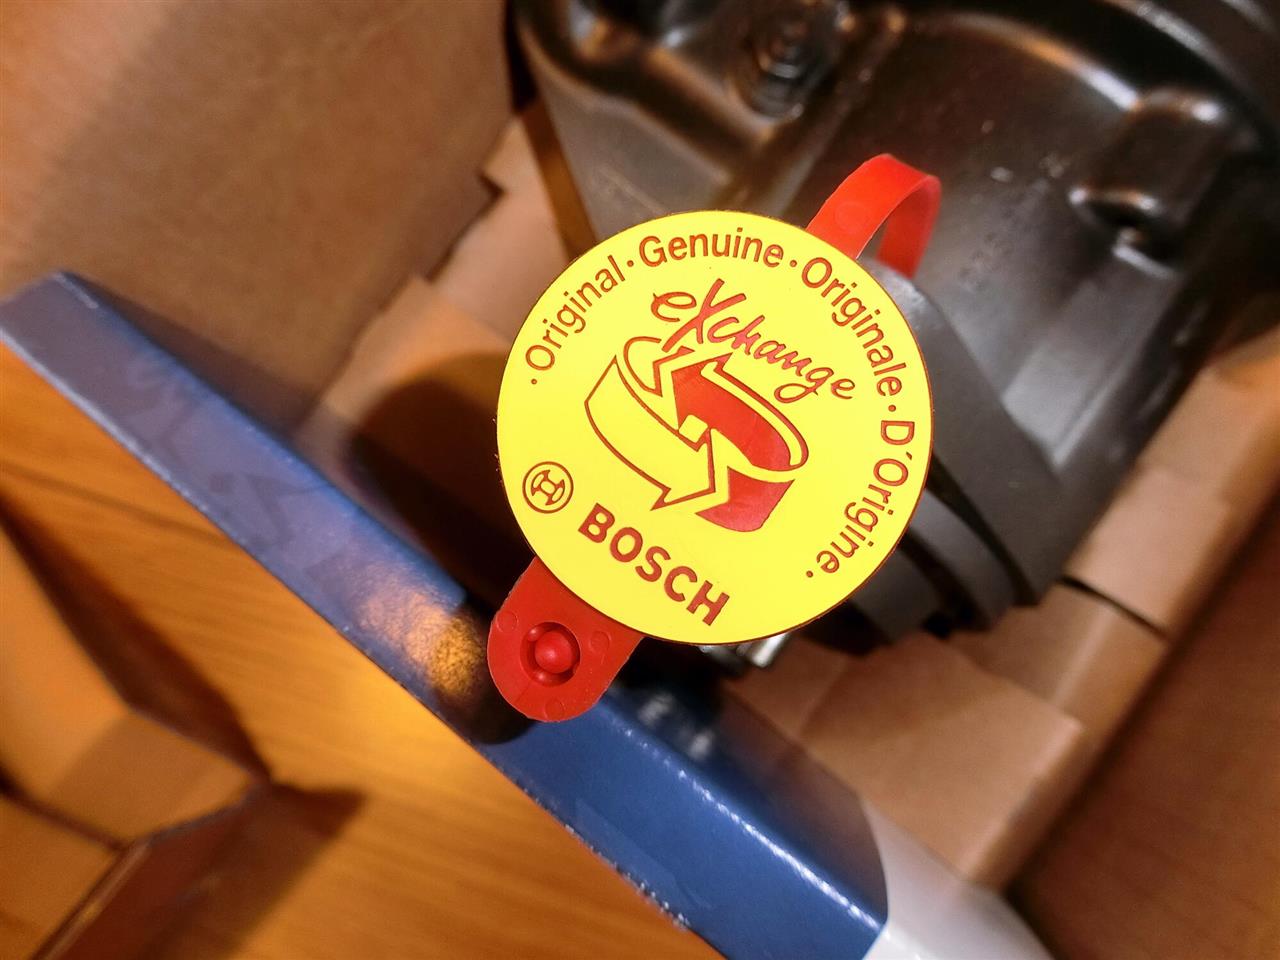 · Original · Genuine · Originale · D'Origine ·
eXchange
BOSCH